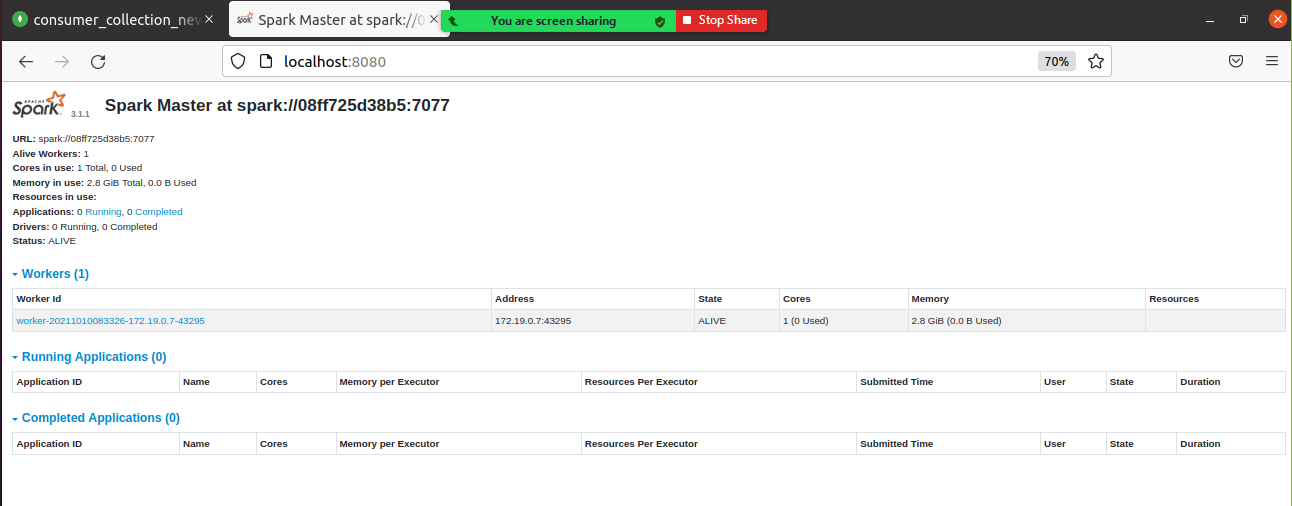 consumer_collection_new
Spark Master at spark://0
You are screen sharing
Stop Share
localhost:8080
70%
APACHE
Spark
3.1.1
Spark Master at spark://08ff725d38b5:7077
URL: spark://08ff725d38b5:7077
Alive Workers: 1
Cores in use: 1 Total, 0 Used
Memory in use: 2.8 GiB Total, 0.0 B Used
Resources in use:
Applications: 0 Running, 0 Completed
Drivers: 0 Running, 0 Completed
Status: ALIVE
Workers (1)
Worker Id Address State Cores Memory Resources
worker-20211010083326-172.19.0.7-43295 172.19.0.7:43295 ALIVE 1 (0 Used) 2.8 GiB (0.0 B Used)
Running Applications (0)
Application ID Name Cores Memory per Executor Resources Per Executor Submitted Time User State Duration
Completed Applications (0)
Application ID Name Cores Memory per Executor Resources Per Executor Submitted Time User State Duration